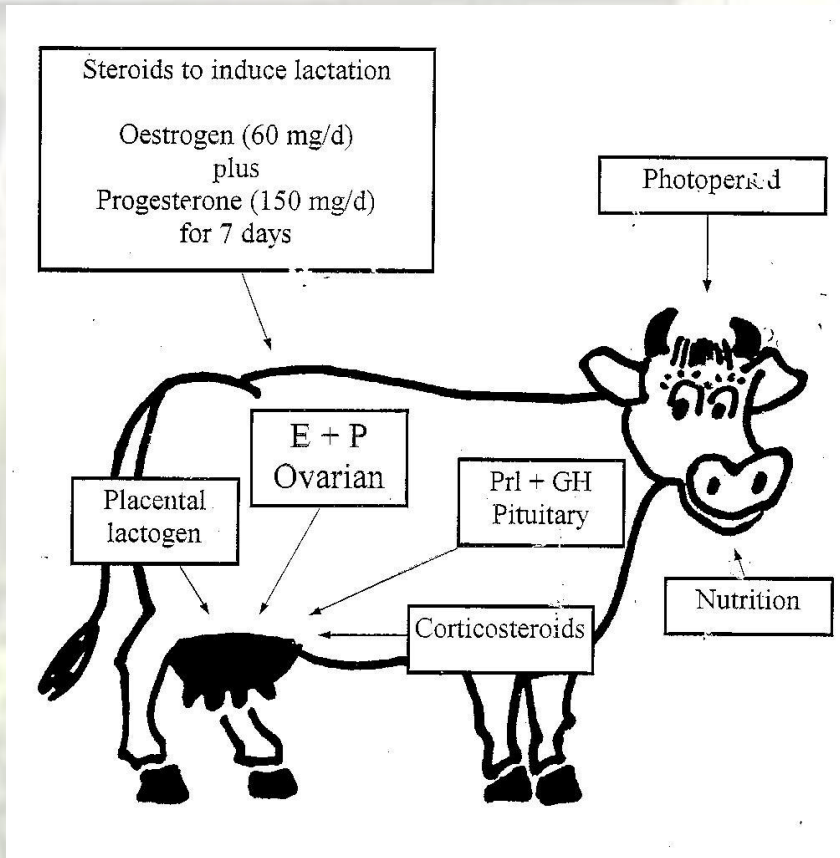 Steroids to induce lactation
Oestrogen (60 mg/d)
plus
Progesterone (150 mg/d)
for 7 days
Photoperiod
E + P
Ovarian
Placental
lactogen
Prl + GH
Pituitary
Nutrition
Corticosteroids